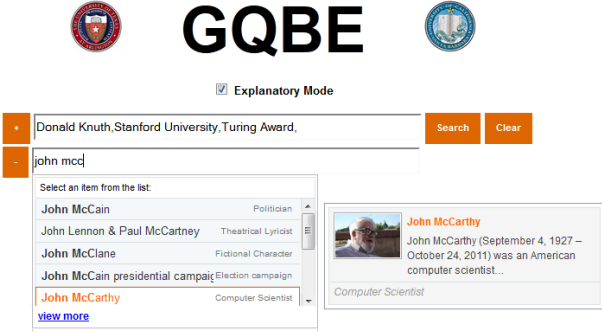 GQBE
Explanatory Mode
+ Donald Knuth,Stanford University,Turing Award, Search Clear
- john mcc
Select an item from the list:
John McCain Politician
John Lennon & Paul McCartney Theatrical Lyricist
John McClane Fictional Character
John McCain presidential campaig Election campaign
John McCarthy Computer Scientist
view more
John McCarthy
John McCarthy (September 4, 1927 –
October 24, 2011) was an American
computer scientist...
Computer Scientist